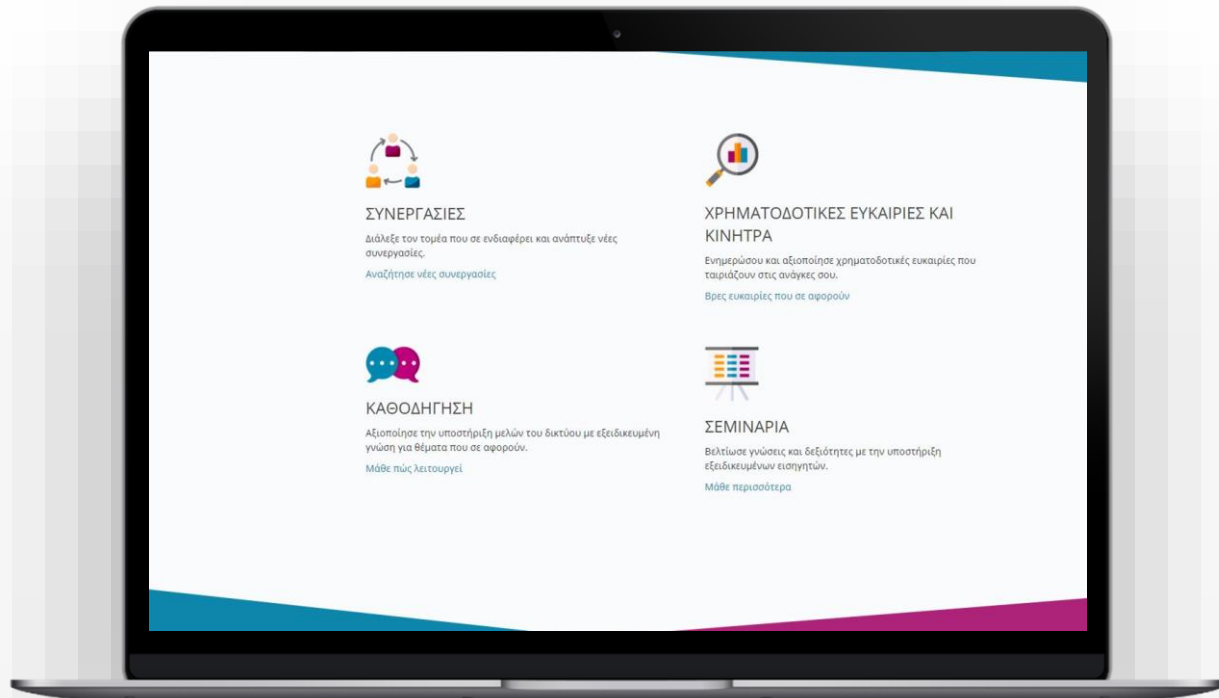 ΣΥΝΕΡΓΑΣΙΕΣ
Διάλεξε τον τομέα που σε ενδιαφέρει και ανάπτυξε νέες
συνεργασίες.
Αναζήτησε νέες συνεργασίες
ΧΡΗΜΑΤΟΔΟΤΙΚΕΣ ΕΥΚΑΙΡΙΕΣ ΚΑΙ
ΚΙΝΗΤΡΑ
Ενημερώσου και αξιοποίησε χρηματοδοτικές ευκαιρίες που
ταιριάζουν στις ανάγκες σου.
Βρες ευκαιρίες που σε αφορούν
ΚΑΘΟΔΗΓΗΣΗ
Αξιοποίησε την υποστήριξη μελών του δικτύου με εξειδικευμένη
γνώση για θέματα που σε αφορούν.
Μάθε πώς λειτουργεί
ΣΕΜΙΝΑΡΙΑ
Βελτίωσε γνώσεις και δεξιότητες με την υποστήριξη
εξειδικευμένων εισηγητών.
Μάθε περισσότερα